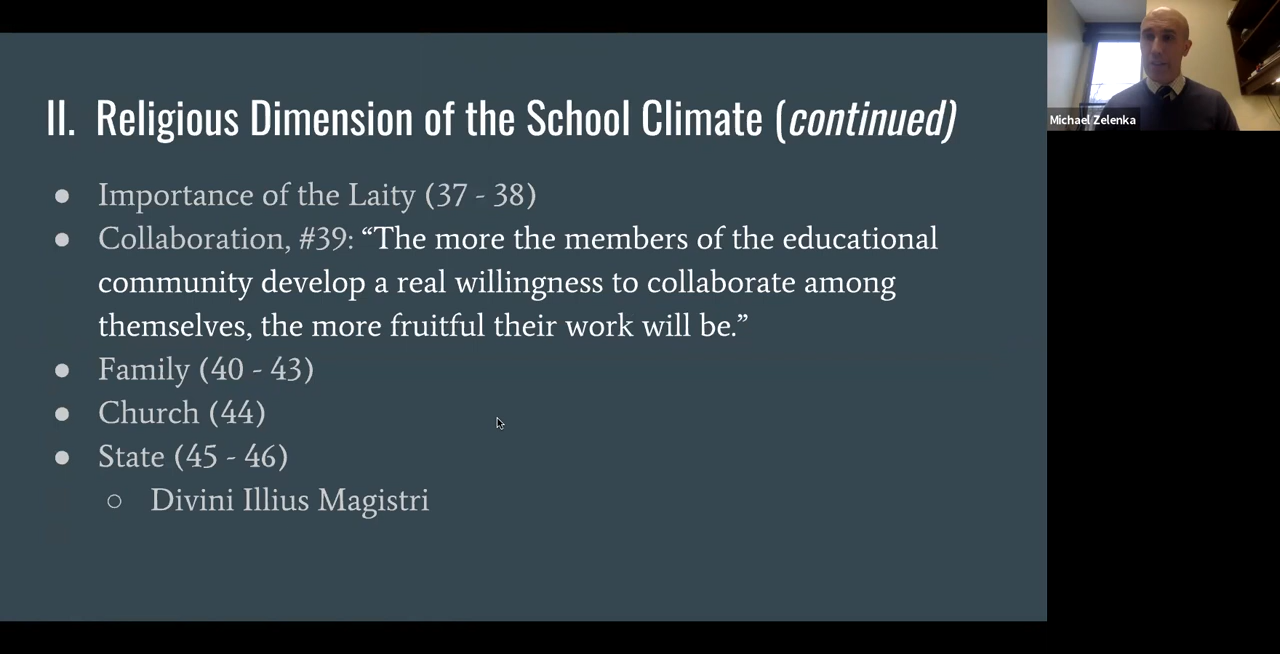 II. Religious Dimension of the School Climate (continued)
● Importance of the Laity (37 - 38)
● Collaboration, #39: “The more the members of the educational
community develop a real willingness to collaborate among
themselves, the more fruitful their work will be.”
● Family (40 - 43)
● Church (44)
● State (45 - 46)
○ Divini Illius Magistri
Michael Zelenka